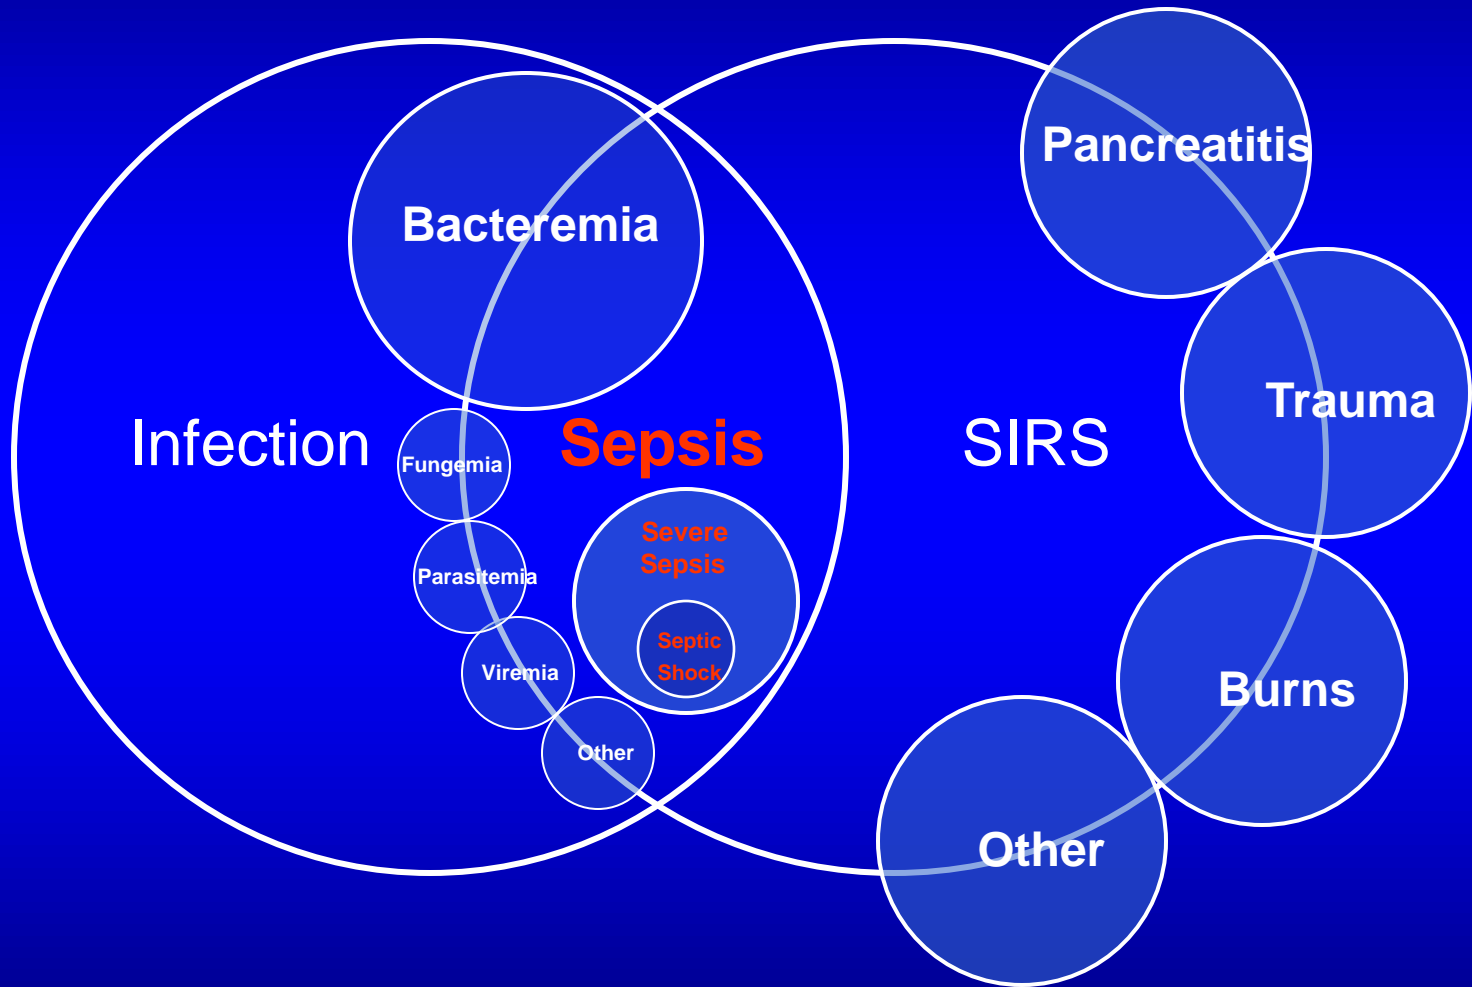 Pancreatitis
Bacteremia
Trauma
Infection
Sepsis
SIRS
Fungemia
Severe
Sepsis
Parasitemia
Septic
Shock
Viremia
Burns
Other
Other